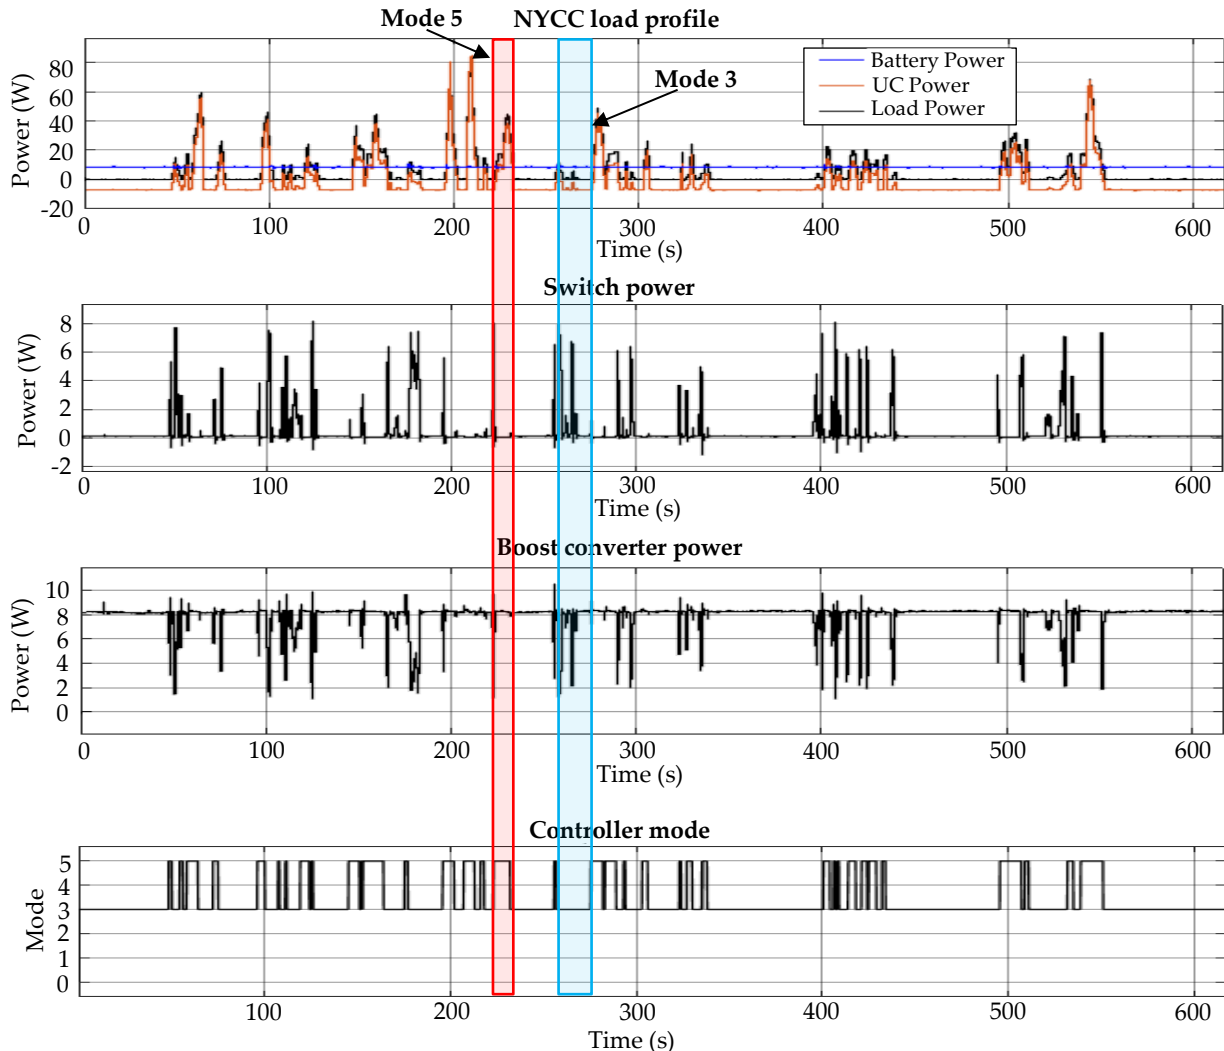 Mode 5
NYCC load profile
Battery Power
UC Power
Load Power
Mode 3
Power (W)
80
60
40
20
0
-20
0 100 200 300 400 500 600
Time (s)
Switch power
Power (W)
8
6
4
2
0
-2
0 100 200 300 400 500 600
Time (s)
Boost converter power
Power (W)
10
8
6
4
2
0
0 100 200 300 400 500 600
Time (s)
Controller mode
Mode
5
4
3
2
1
0
100 200 300 400 500 600
Time (s)